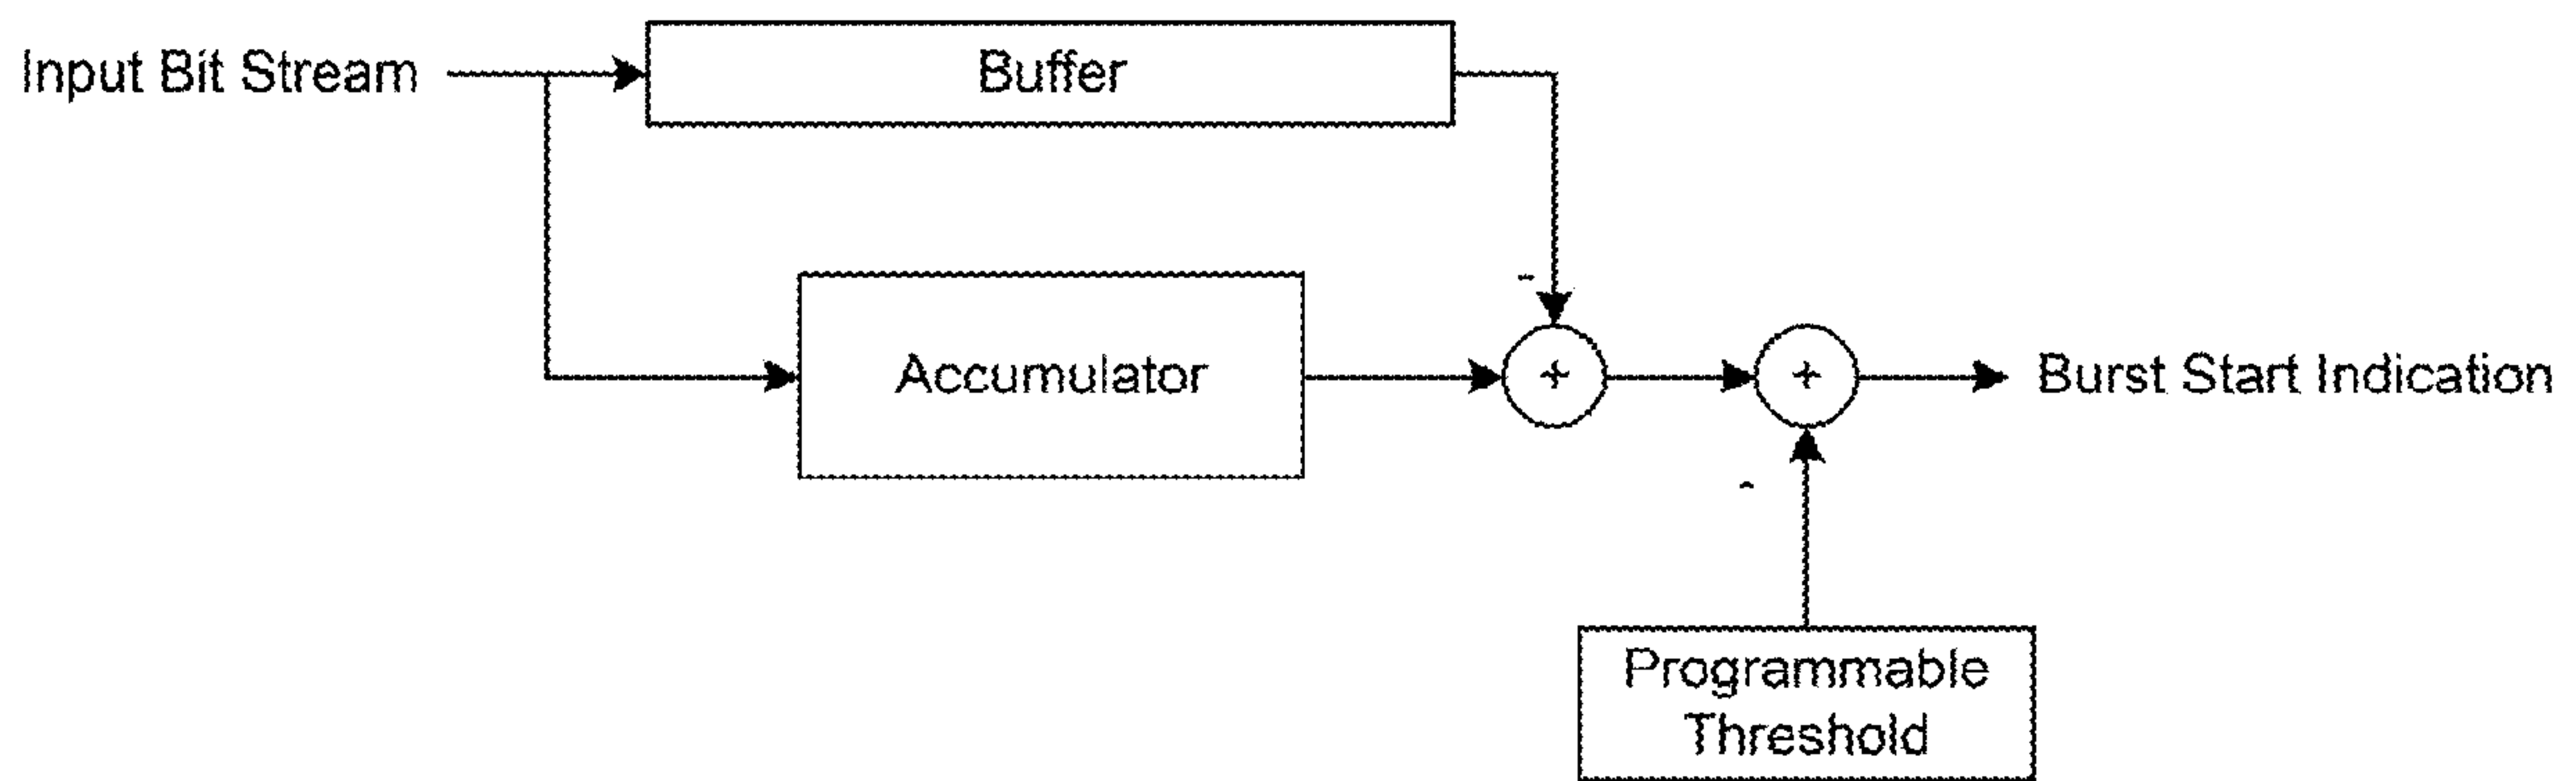 Input Bit Stream
Buffer
-
Accumulator
+
+
Burst Start Indication
-
Programmable
Threshold